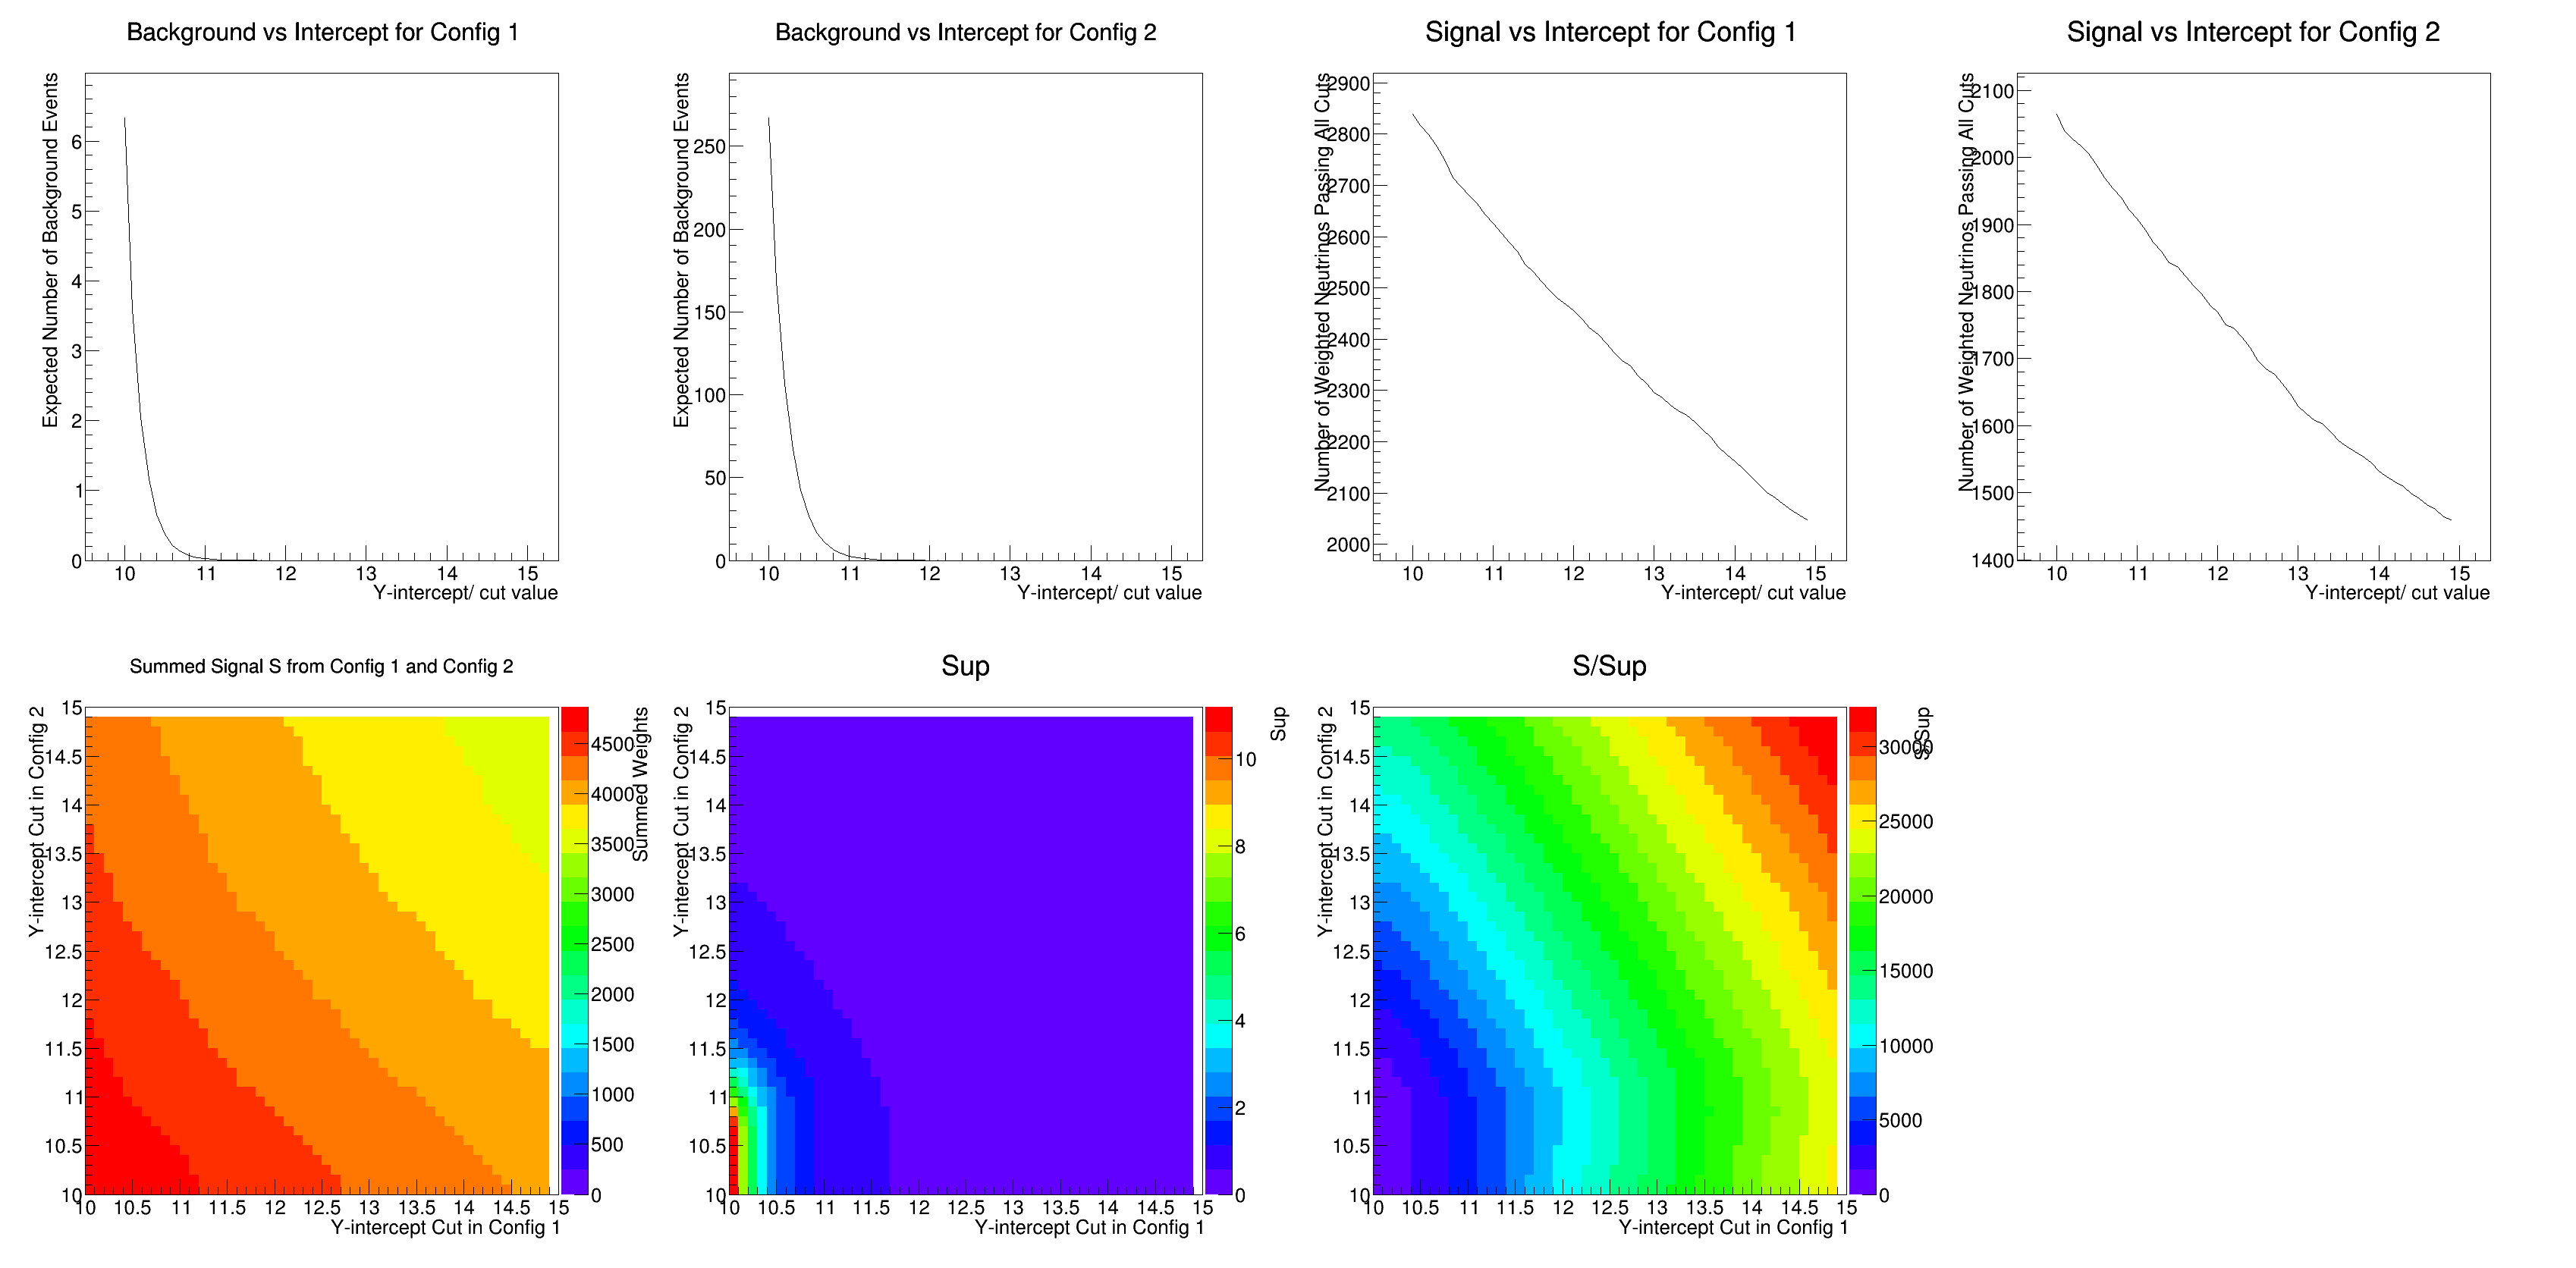 Background vs Intercept for Config 1
Expected Number of Background Events
6
5
4
3
2
1
0
10 11 12 13 14 15
Y-intercept/ cut value
Background vs Intercept for Config 2
Expected Number of Background Events
250
200
150
100
50
0
10 11 12 13 14 15
Y-intercept/ cut value
Signal vs Intercept for Config 1
Number of Weighted Neutrinos Passing All Cuts
2900
2800
2700
2600
2500
2400
2300
2200
2100
2000
10 11 12 13 14 15
Y-intercept/ cut value
Signal vs Intercept for Config 2
Number of Weighted Neutrinos Passing All Cuts
2100
2000
1900
1800
1700
1600
1500
1400
10 11 12 13 14 15
Y-intercept/ cut value
Summed Signal S from Config 1 and Config 2
Y-intercept Cut in Config 2
15
14.5
14
13.5
13
12.5
12
11.5
11
10.5
10
10 10.5 11 11.5 12 12.5 13 13.5 14 14.5 15
Y-intercept Cut in Config 1
4500
4000
3500
3000
2500
2000
1500
1000
500
0
Summed Weights
Sup
Y-intercept Cut in Config 2
15
14.5
14
13.5
13
12.5
12
11.5
11
10.5
10
10 10.5 11 11.5 12 12.5 13 13.5 14 14.5 15
Y-intercept Cut in Config 1
10
8
6
4
2
0
Sup
S/Sup
Y-intercept Cut in Config 2
15
14.5
14
13.5
13
12.5
12
11.5
11
10.5
10
10 10.5 11 11.5 12 12.5 13 13.5 14 14.5 15
Y-intercept Cut in Config 1
30000
25000
20000
15000
10000
5000
0
S/Sup